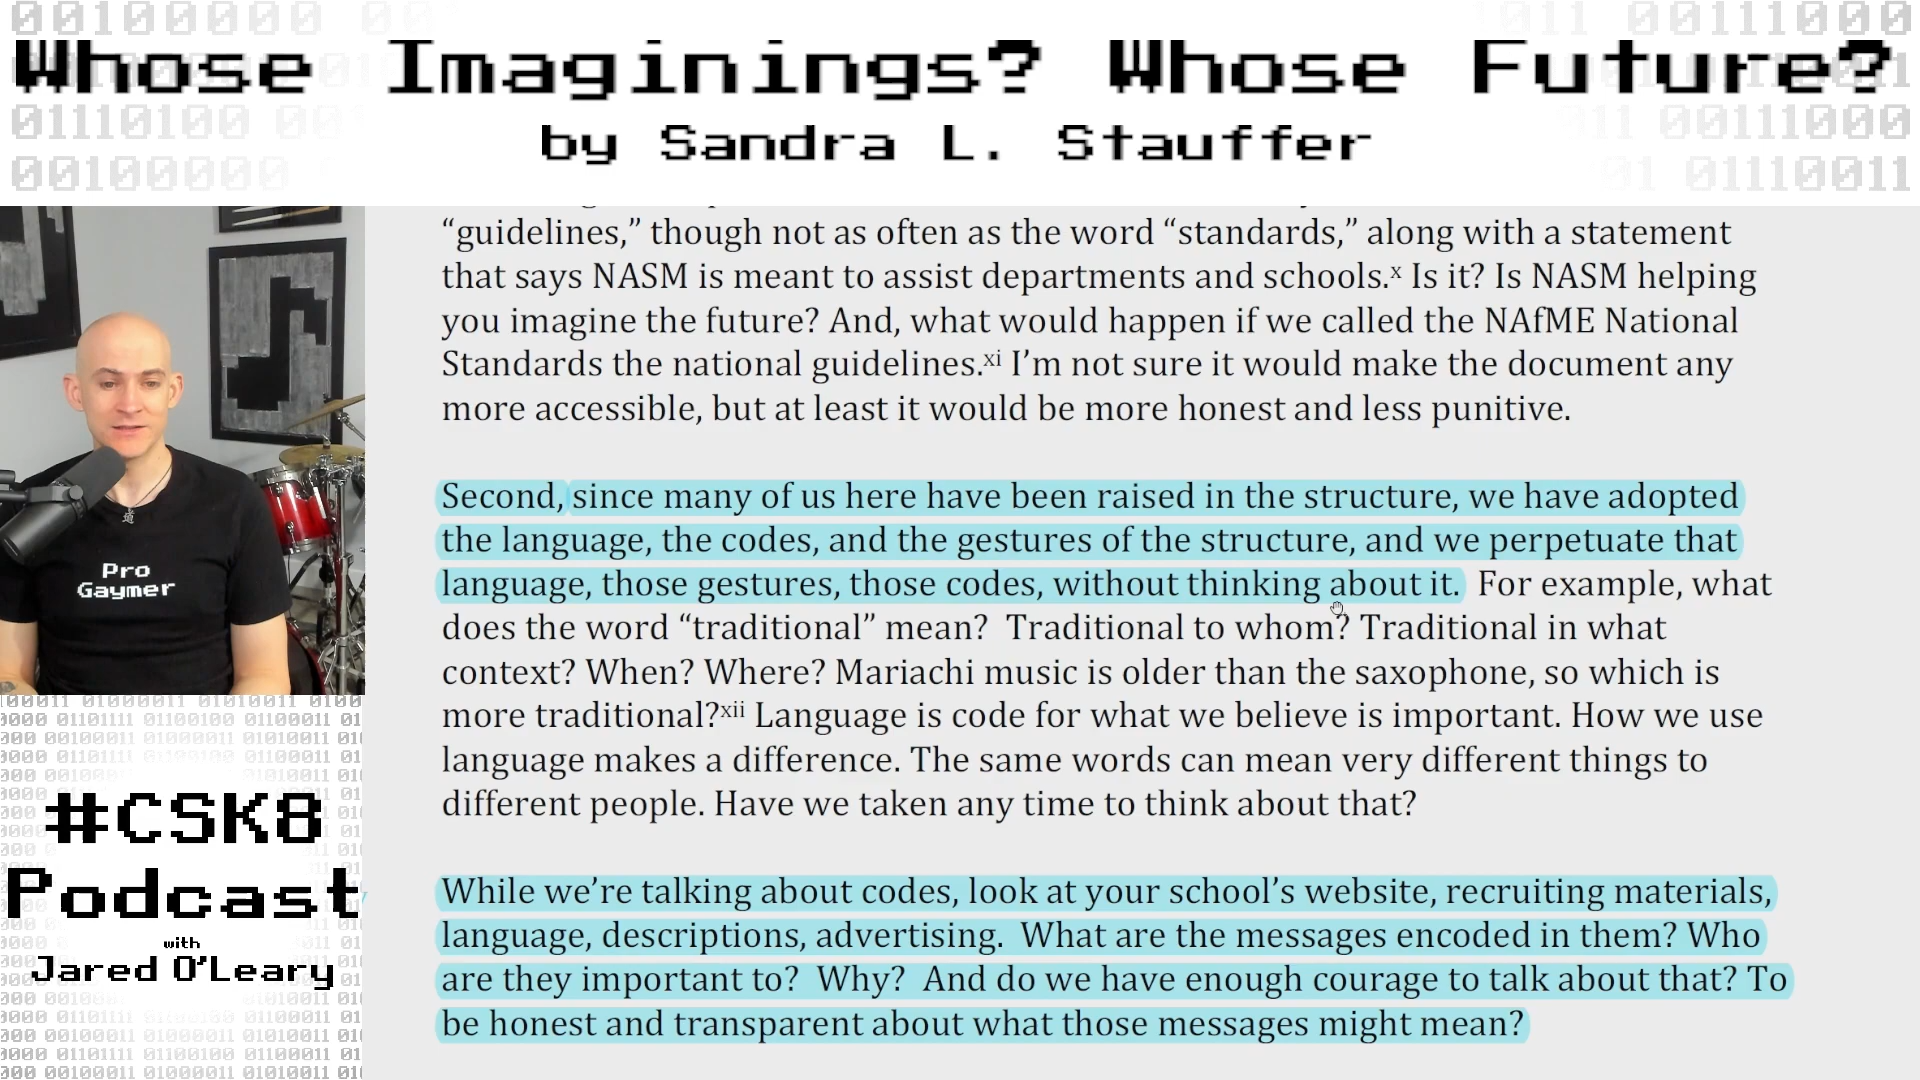 Whose Imaginings? Whose Future?
by Sandra L. Stauffer
“guidelines,” though not as often as the word “standards,” along with a statement
that says NASM is meant to assist departments and schools.x Is it? Is NASM helping
you imagine the future? And, what would happen if we called the NAfME National
Standards the national guidelines.xi I’m not sure it would make the document any
more accessible, but at least it would be more honest and less punitive.
Second, since many of us here have been raised in the structure, we have adopted
the language, the codes, and the gestures of the structure, and we perpetuate that
language, those gestures, those codes, without thinking about it.  For example, what
does the word “traditional” mean?  Traditional to whom? Traditional in what
context? When? Where? Mariachi music is older than the saxophone, so which is
more traditional?xii Language is code for what we believe is important. How we use
language makes a difference. The same words can mean very different things to
different people. Have we taken any time to think about that?
While we’re talking about codes, look at your school’s website, recruiting materials,
language, descriptions, advertising.  What are the messages encoded in them? Who
are they important to?  Why?  And do we have enough courage to talk about that? To
be honest and transparent about what those messages might mean?
Pro
Gaymer
#CSK8
Podcast
with
Jared O’Leary